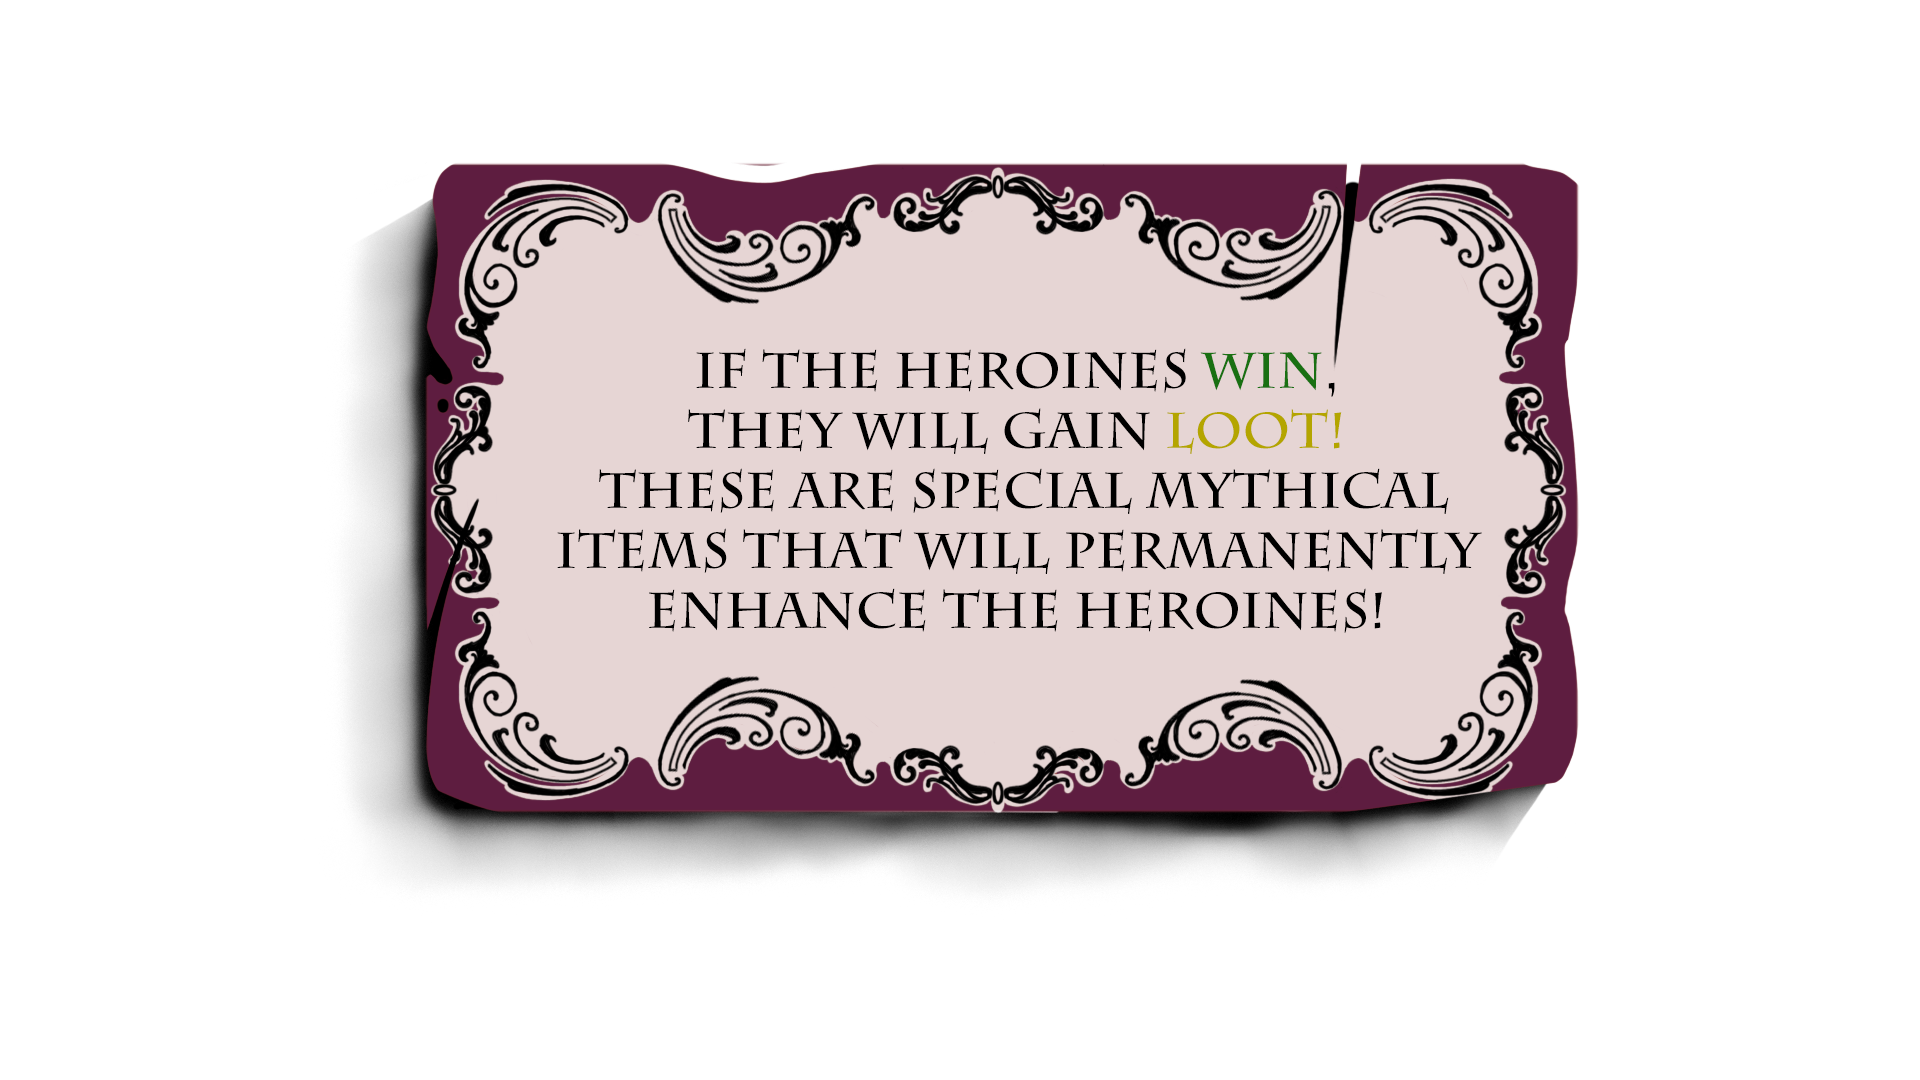 IF THE HEROINES WIN,
THEY WILL GAIN LOOT!
THESE ARE SPECIAL MYTHICAL
ITEMS THAT WILL PERMANENTLY
ENHANCE THE HEROINES!